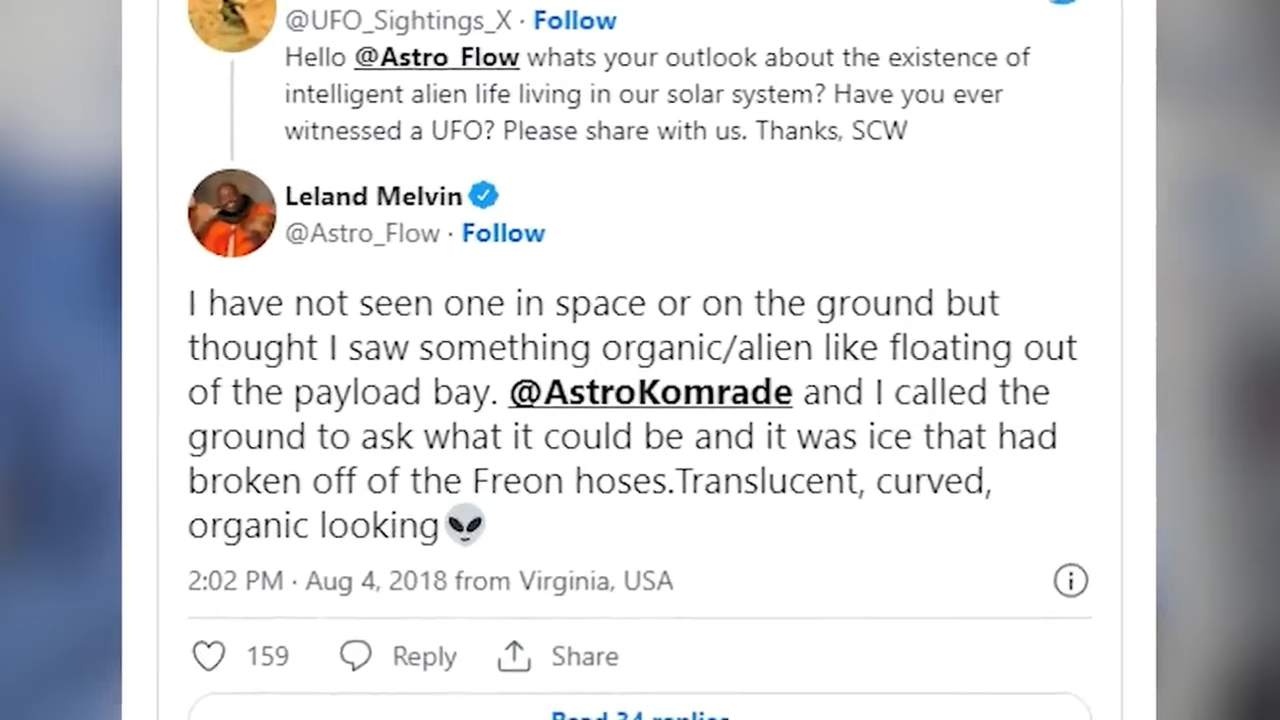 @UFO_Sightings_X · Follow
Hello @Astro_Flow whats your outlook about the existence of
intelligent alien life living in our solar system? Have you ever
witnessed a UFO? Please share with us. Thanks, SCW
Leland Melvin
@Astro_Flow · Follow
I have not seen one in space or on the ground but
thought I saw something organic/alien like floating out
of the payload bay. @AstroKomrade and I called the
ground to ask what it could be and it was ice that had
broken off of the Freon hoses.Translucent, curved,
organic looking👽
2:02 PM · Aug 4, 2018 from Virginia, USA
159 Reply Share
Read 34 replies